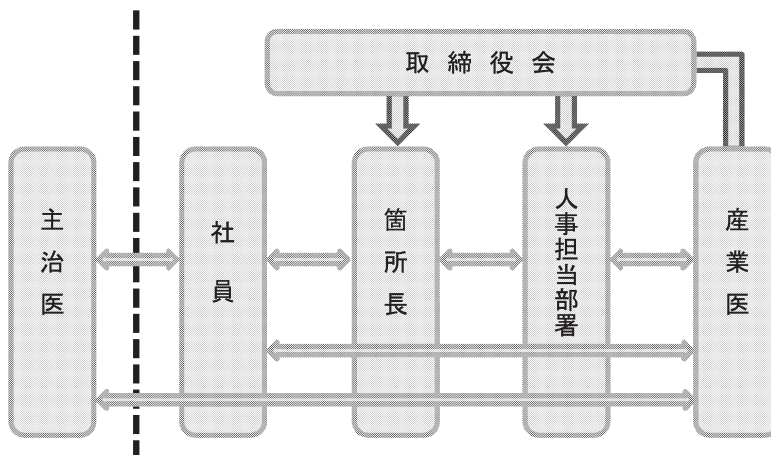 取締役会
主治医
社員
箇所長
人事担当部署
産業医